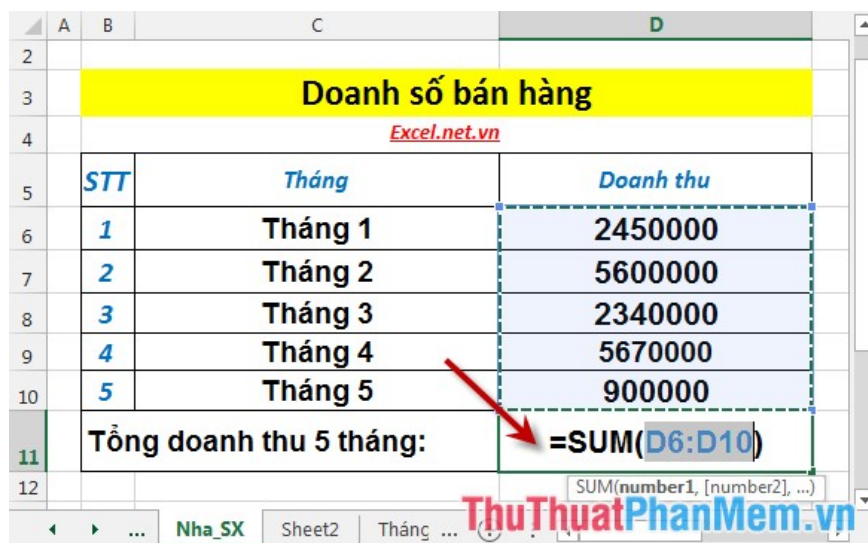 A B C D
2
3 Doanh số bán hàng
4 Excel.net.vn
5 STT Tháng Doanh thu
6 1 Tháng 1 2450000
7 2 Tháng 2 5600000
8 3 Tháng 3 2340000
9 4 Tháng 4 5670000
10 5 Tháng 5 900000
11 Tổng doanh thu 5 tháng: =SUM(D6:D10)
12 SUM(number1, [number2], ...)
ThuThuatPhanMem.vn
... Nha_SX Sheet2 Tháng ...